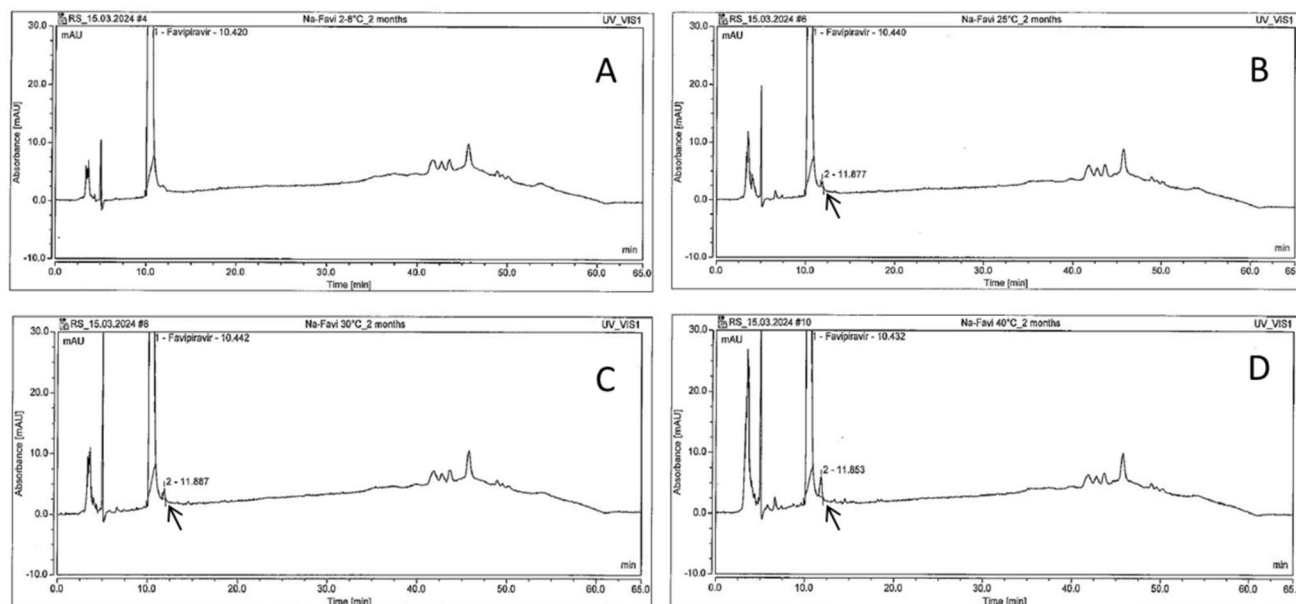 RS_15.03.2024 #4 Na-Favi 2-8°C_2 months UV_VIS1
30.0
mAU
1 - Favipiravir - 10.420
A
20.0
10.0
0.0
-10.0
Absorbance [mAU]
min
0.0 10.0 20.0 30.0 40.0 50.0 60.0 65.0
Time [min]
RS_15.03.2024 #6 Na-Favi 25°C_2 months UV_VIS1
30.0
mAU
1 - Favipiravir - 10.440
B
20.0
10.0
2 - 11.877
0.0
-10.0
Absorbance [mAU]
min
0.0 10.0 20.0 30.0 40.0 50.0 60.0 65.0
Time [min]
RS_15.03.2024 #8 Na-Favi 30°C_2 months UV_VIS1
30.0
mAU
1 - Favipiravir - 10.442
C
20.0
10.0
2 - 11.887
0.0
-10.0
Absorbance [mAU]
min
0.0 10.0 20.0 30.0 40.0 50.0 60.0 65.0
Time [min]
RS_15.03.2024 #10 Na-Favi 40°C_2 months UV_VIS1
30.0
mAU
1 - Favipiravir - 10.432
D
20.0
10.0
2 - 11.853
0.0
-10.0
Absorbance [mAU]
min
0.0 10.0 20.0 30.0 40.0 50.0 60.0 65.0
Time [min]